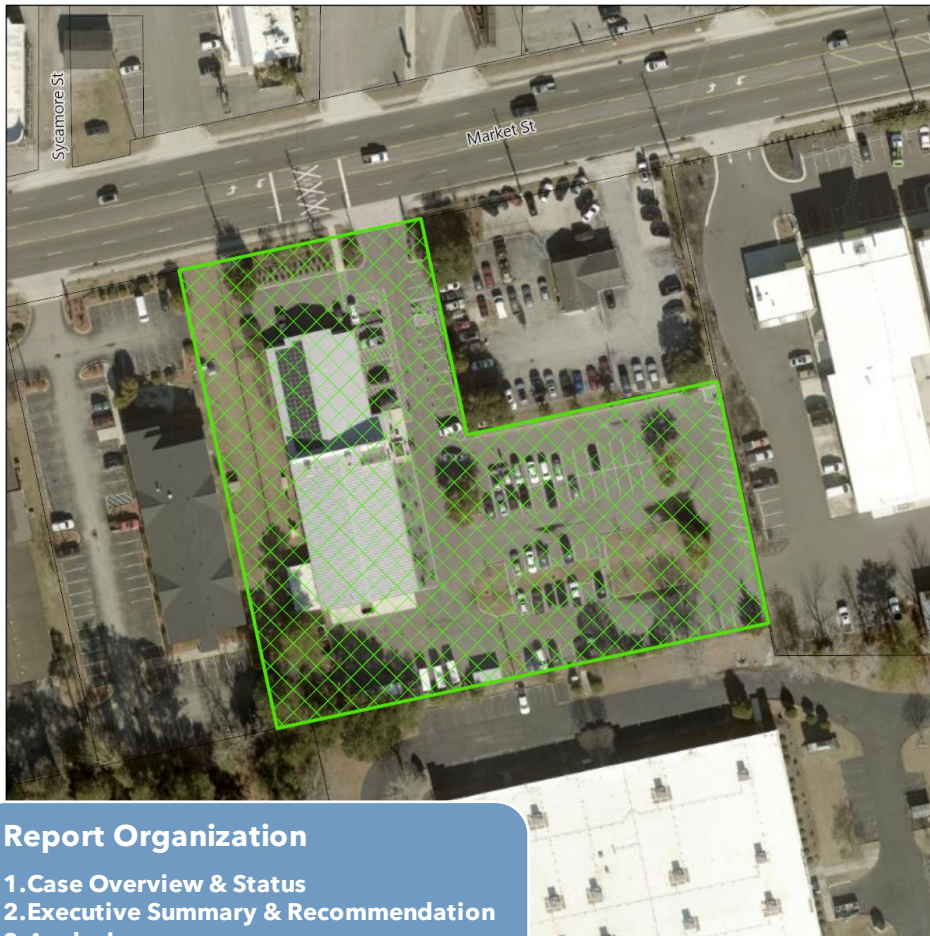 Sycamore St
Market St
Report Organization
1.Case Overview & Status
2.Executive Summary & Recommendation